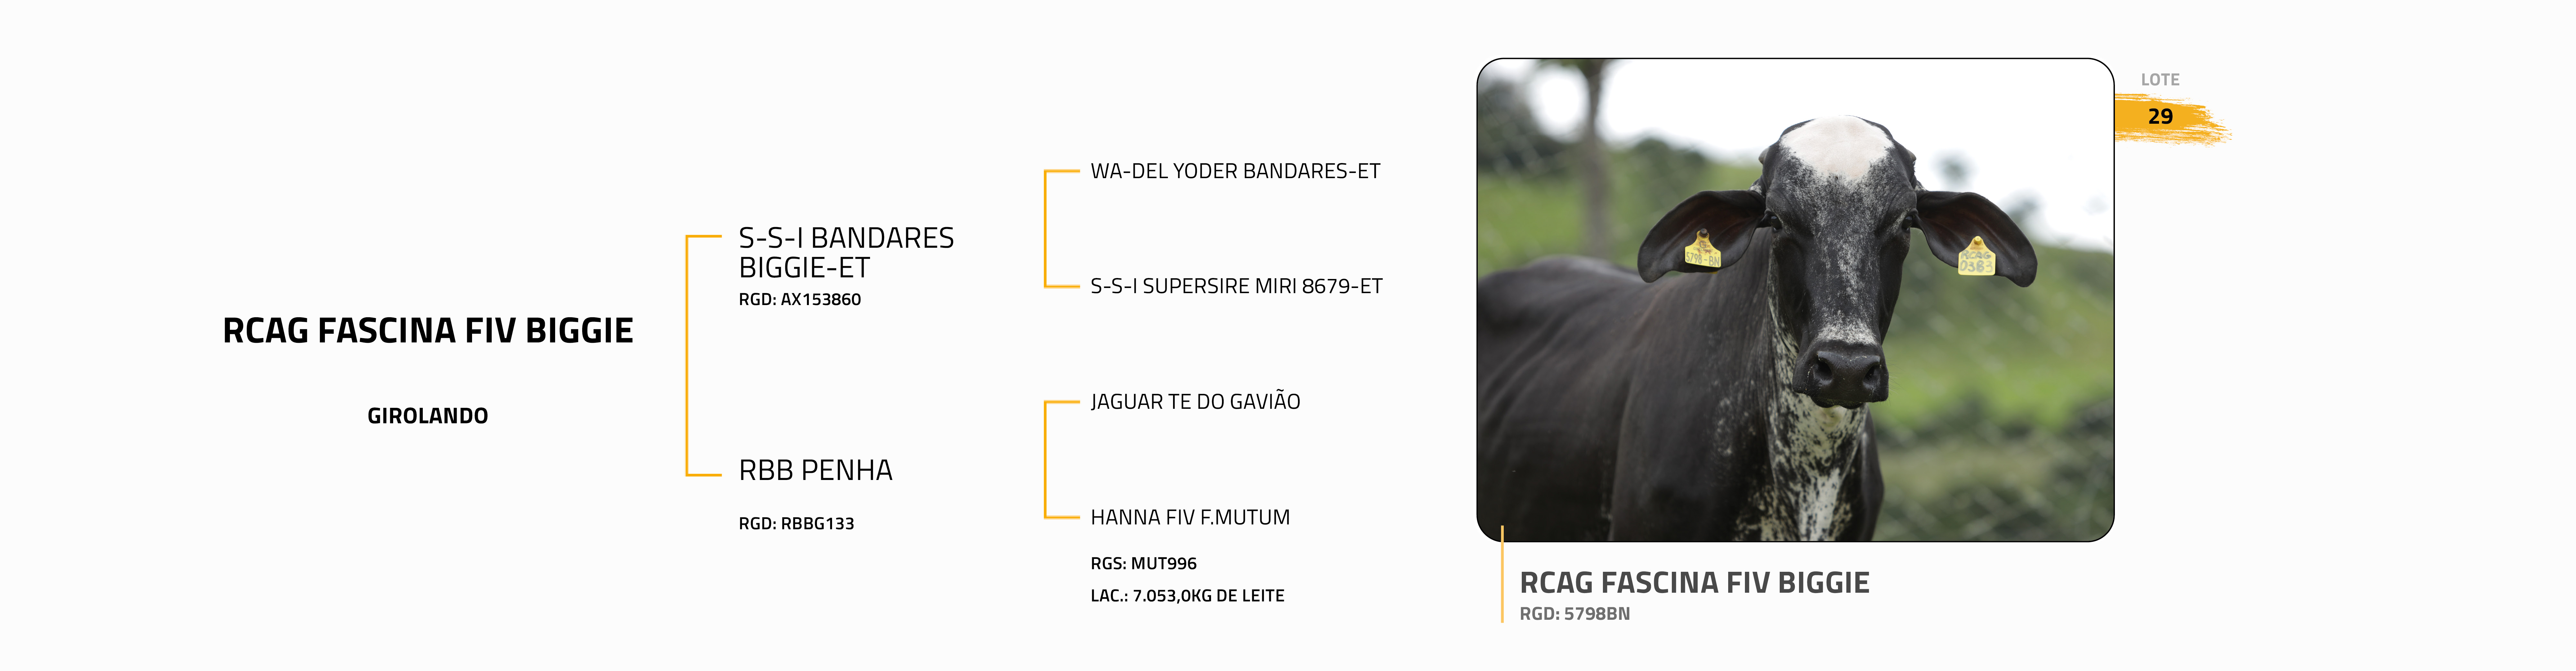 RCAG FASCINA FIV BIGGIE
GIROLANDO
S-S-I BANDARES
BIGGIE-ET
RGD: AX153860
RBB PENHA
RGD: RBBG133
WA-DEL YODER BANDARES-ET
S-S-I SUPERSIRE MIRI 8679-ET
JAGUAR TE DO GAVIÃO
HANNA FIV F.MUTUM
RGS: MUT996
LAC.: 7.053,0KG DE LEITE
LOTE
29
5798-BN
RCAG
0383
RCAG FASCINA FIV BIGGIE
RGD: 5798BN